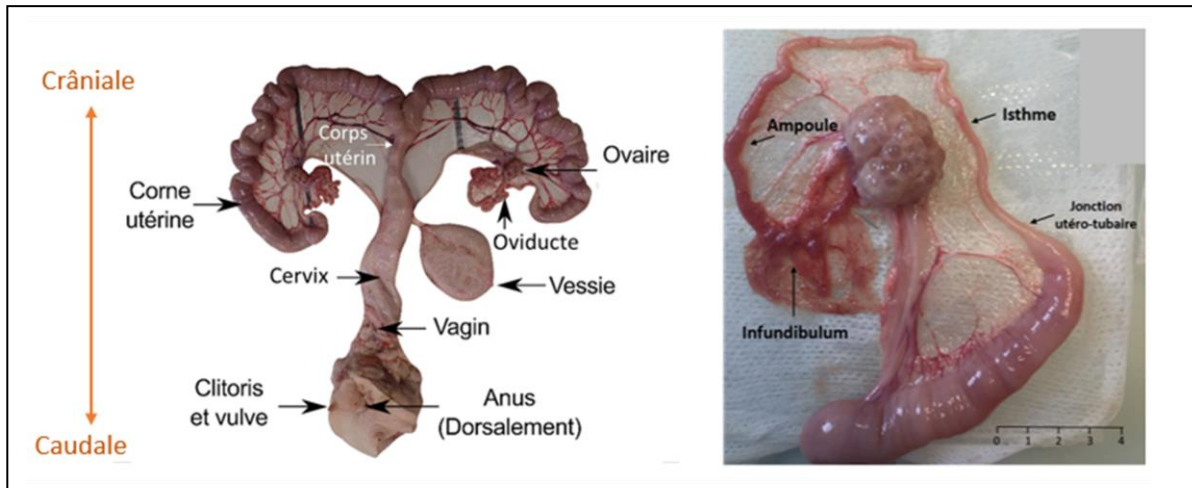 Crâniale
Caudale
Corne
utérine
Corps
utérin
Ovaire
Oviducte
Cervix
Vessie
Vagin
Clitoris
et vulve
Anus
(Dorsalement)
Ampoule
Isthme
Jonction
utéro-tubaire
Infundibulum
0 1 2 3 4